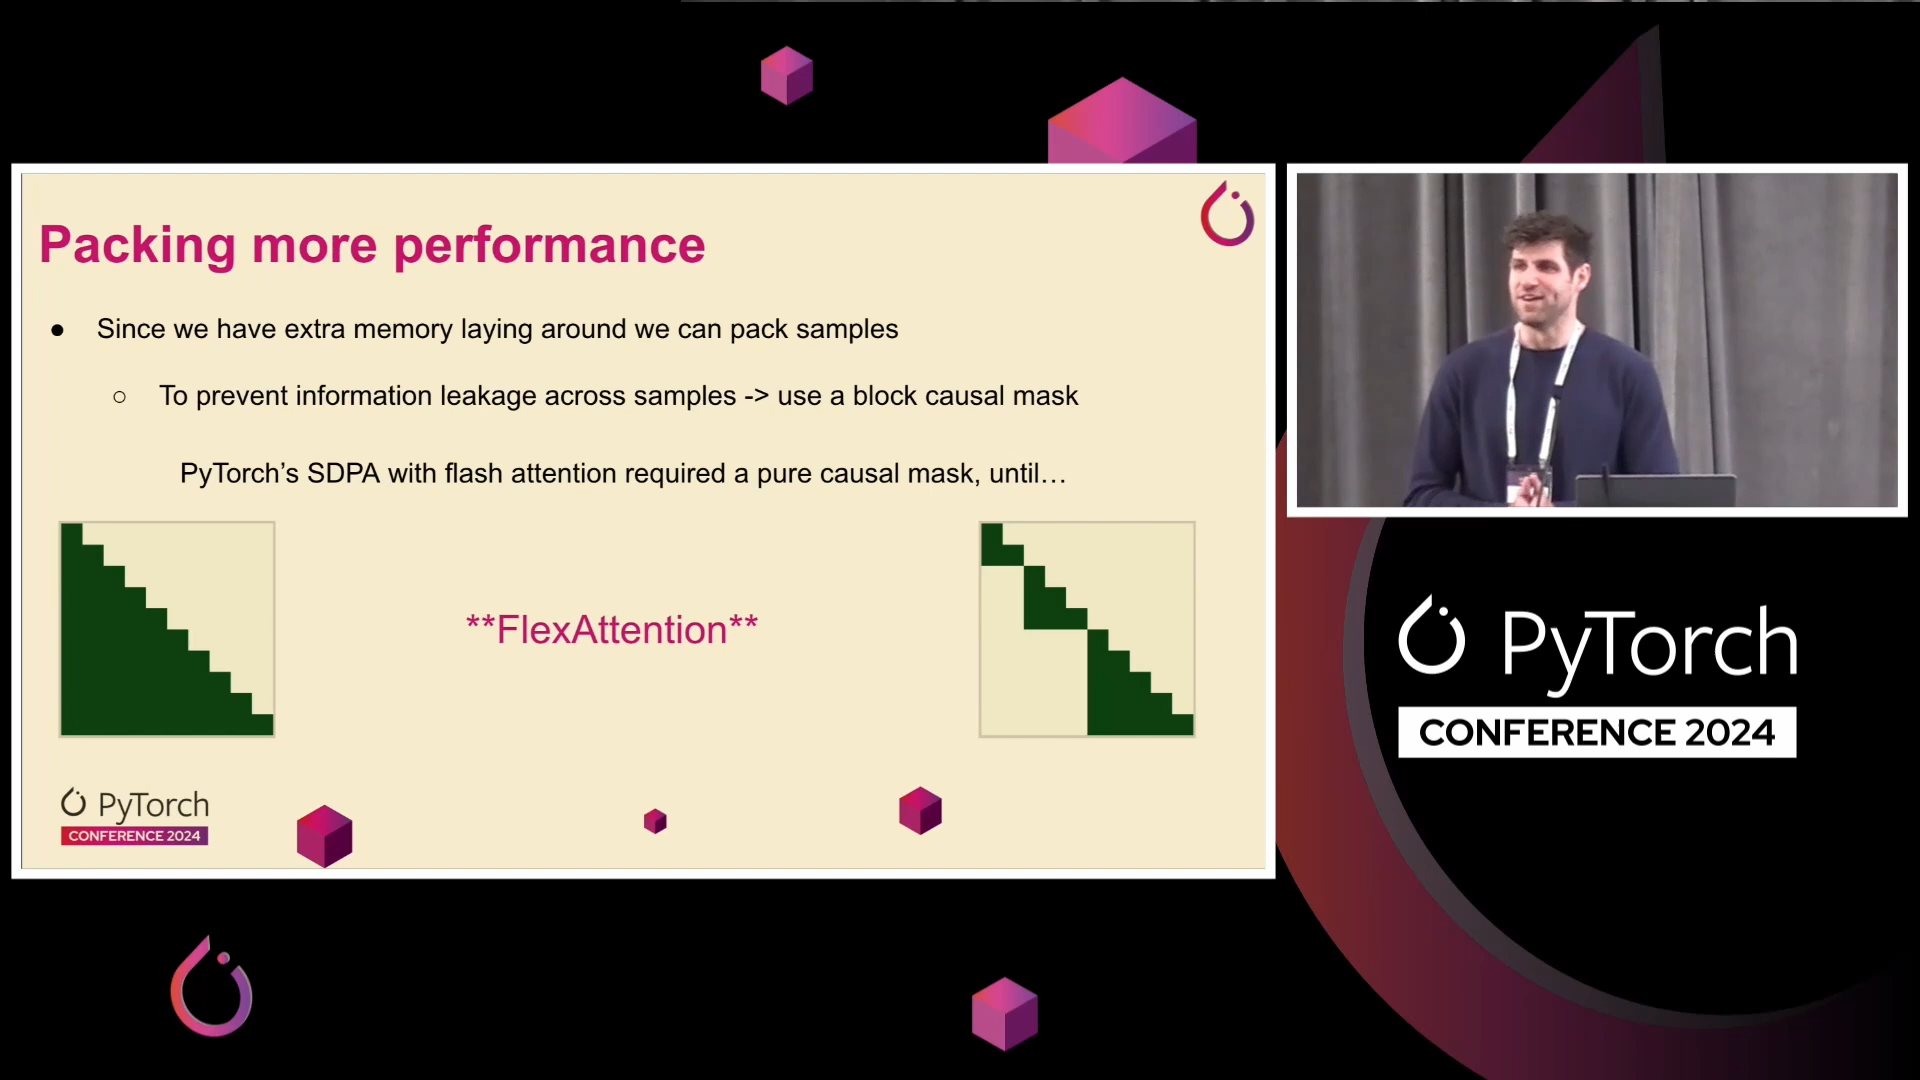 Packing more performance
● Since we have extra memory laying around we can pack samples
○ To prevent information leakage across samples -> use a block causal mask
PyTorch’s SDPA with flash attention required a pure causal mask, until…
**FlexAttention**
PyTorch
CONFERENCE 2024
PyTorch
CONFERENCE 2024